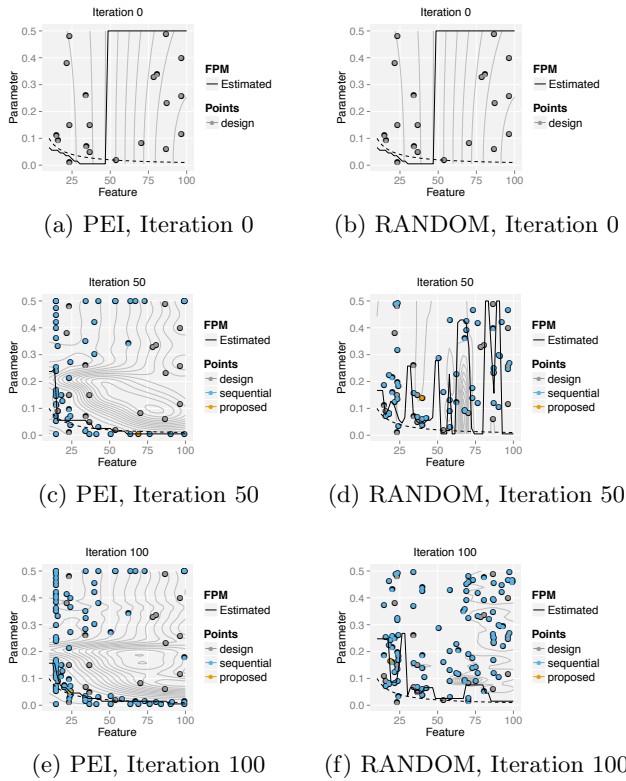 Iteration 0
Iteration 0
0.5
0.4
0.3
0.2
0.1
0.0
Parameter
25
50
75
100
Feature
FPM
Estimated
Points
design
0.5
0.4
0.3
0.2
0.1
0.0
Parameter
25
50
75
100
Feature
FPM
Estimated
Points
design
(a) PEI, Iteration 0
(b) RANDOM, Iteration 0
Iteration 50
Iteration 50
0.5
0.4
0.3
0.2
0.1
0.0
Parameter
25
50
75
100
Feature
FPM
Estimated
Points
design
sequential
proposed
0.5
0.4
0.3
0.2
0.1
0.0
Parameter
25
50
75
100
Feature
FPM
Estimated
Points
design
sequential
proposed
(c) PEI, Iteration 50
(d) RANDOM, Iteration 50
Iteration 100
Iteration 100
0.5
0.4
0.3
0.2
0.1
0.0
Parameter
25
50
75
100
Feature
FPM
Estimated
Points
design
sequential
proposed
0.5
0.4
0.3
0.2
0.1
0.0
Parameter
25
50
75
100
Feature
FPM
Estimated
Points
design
sequential
proposed
(e) PEI, Iteration 100
(f) RANDOM, Iteration 100